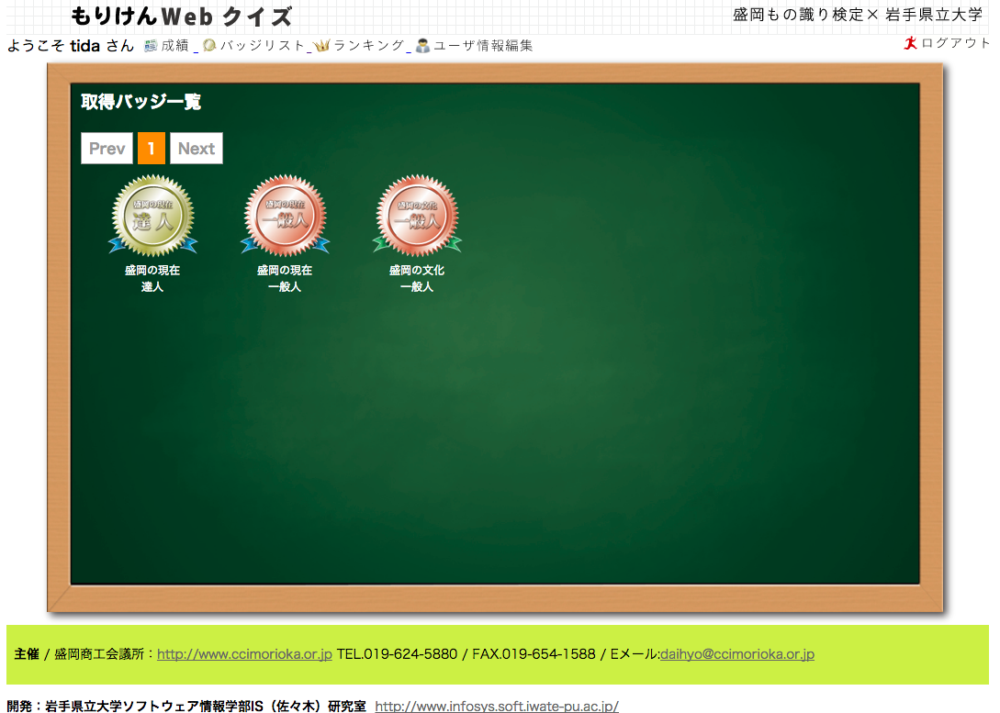 もりけんWeb クイズ
盛岡もの識り検定× 岩手県立大学
ようこそ tida さん 成績 _ バッジリスト _ ランキング _ ユーザ情報編集
ログアウト
取得バッジ一覧
Prev 1 Next
盛岡の現在 盛岡の現在 盛岡の文化
達人 一般人 一般人
盛岡の現在 盛岡の現在 盛岡の文化
達人 一般人 一般人
主催 / 盛岡商工会議所：http://www.ccimorioka.or.jp TEL.019-624-5880 / FAX.019-654-1588 / Eメール:daihyo@ccimorioka.or.jp
開発：岩手県立大学ソフトウェア情報学部IS（佐々木）研究室 http://www.infosys.soft.iwate-pu.ac.jp/